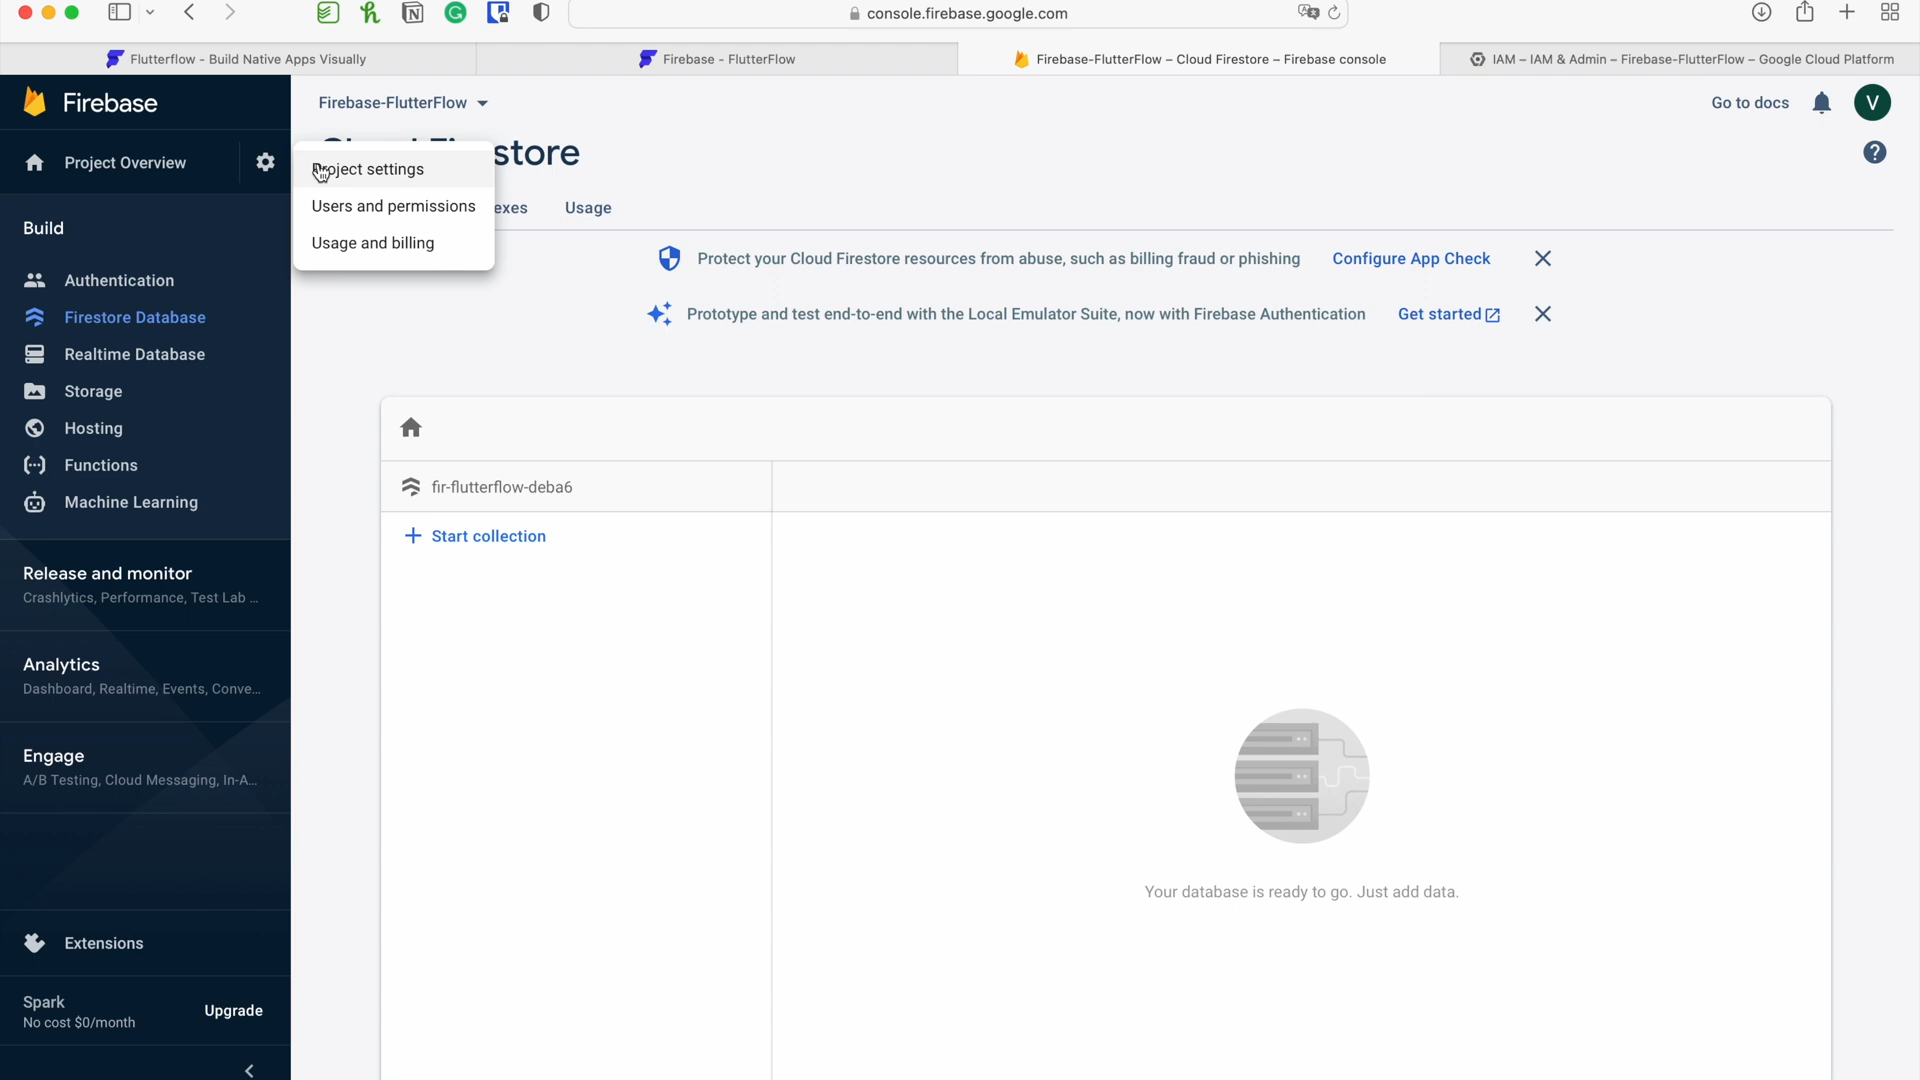 console.firebase.google.com
Flutterflow - Build Native Apps Visually
Firebase - FlutterFlow
Firebase-FlutterFlow – Cloud Firestore – Firebase console
IAM – IAM & Admin – Firebase-FlutterFlow – Google Cloud Platform
Firebase
Firebase-FlutterFlow
Go to docs
V
Project Overview
Project settings
Users and permissions
Usage and billing
store
exes
Usage
Build
Authentication
Firestore Database
Realtime Database
Storage
Hosting
Functions
Machine Learning
Release and monitor
Crashlytics, Performance, Test Lab ...
Analytics
Dashboard, Realtime, Events, Conve...
Engage
A/B Testing, Cloud Messaging, In-A...
Extensions
Spark
No cost $0/month
Upgrade
Protect your Cloud Firestore resources from abuse, such as billing fraud or phishing
Configure App Check
Prototype and test end-to-end with the Local Emulator Suite, now with Firebase Authentication
Get started
fir-flutterflow-deba6
+ Start collection
Your database is ready to go. Just add data.